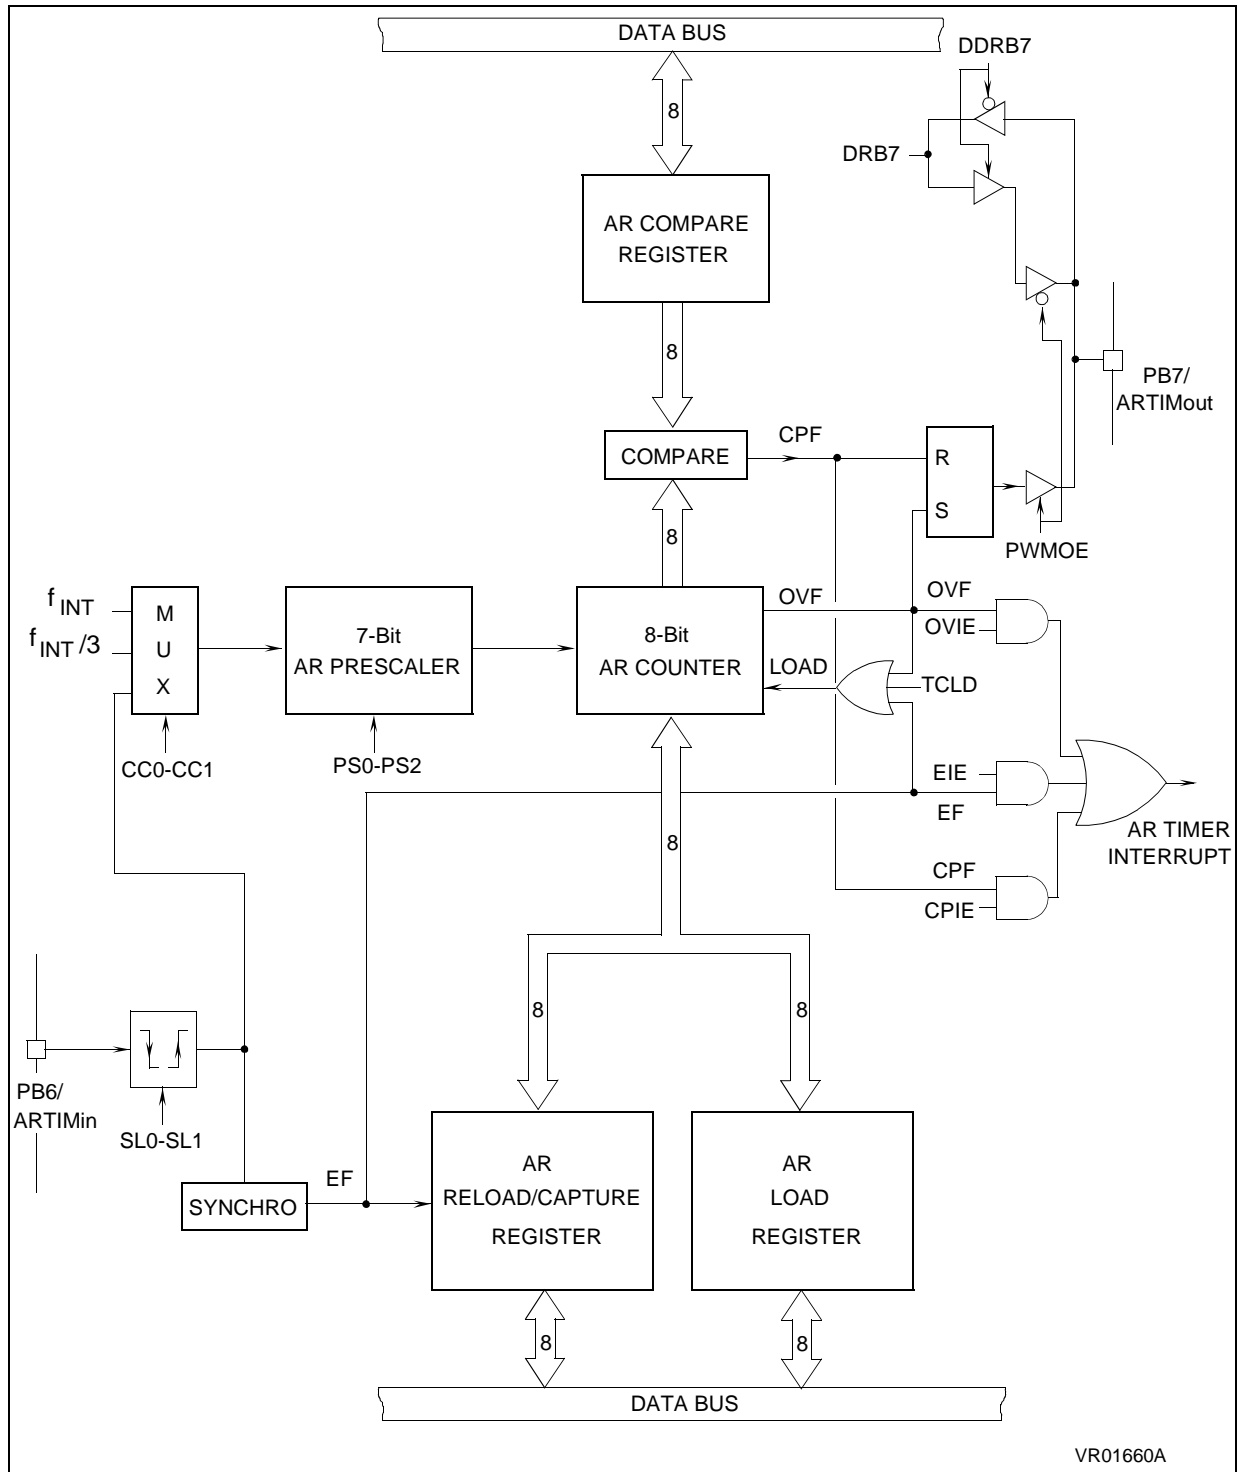 DATA BUS
DDRB7
8
DRB7
AR COMPARE
REGISTER
8
PB7/
ARTIMout
CPF
COMPARE
R
S
8
PWMOE
f INT
f INT /3
M
U
X
7-Bit
AR PRESCALER
8-Bit
AR COUNTER
OVF
OVF
OVIE
LOAD
TCLD
CC0-CC1
PS0-PS2
EIE
EF
AR TIMER
INTERRUPT
8
CPF
CPIE
8
8
PB6/
ARTIMin
SL0-SL1
SYNCHRO
EF
AR
RELOAD/CAPTURE
REGISTER
AR
LOAD
REGISTER
8
8
DATA BUS
VR01660A